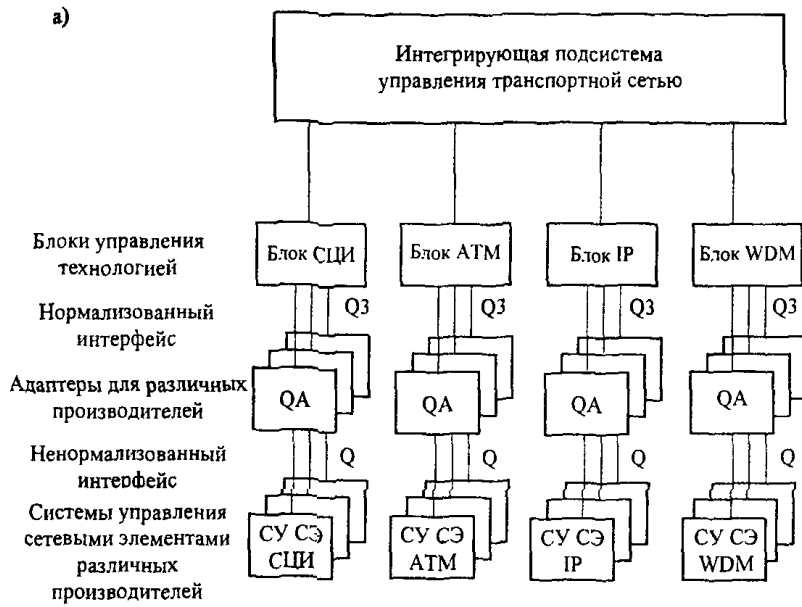 а)
Интегрирующая подсистема
управления транспортной сетью
Блоки управления
технологией
Блок СЦИ
Блок ATM
Блок IP
Блок WDM
Нормализованный
интерфейс
Q3
Q3
Q3
Q3
Адаптеры для различных
производителей
QA
QA
QA
QA
Ненормализованный
интерфейс
Q
Q
Q
Q
Системы управления
сетевыми элементами
различных
производителей
СУ СЭ
СЦИ
СУ СЭ
ATM
СУ СЭ
IP
СУ СЭ
WDM